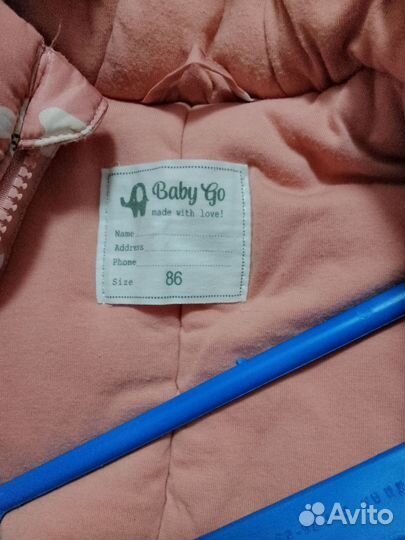 Baby Go
made with love!
Name
Address
Phone
Size 86
Avito